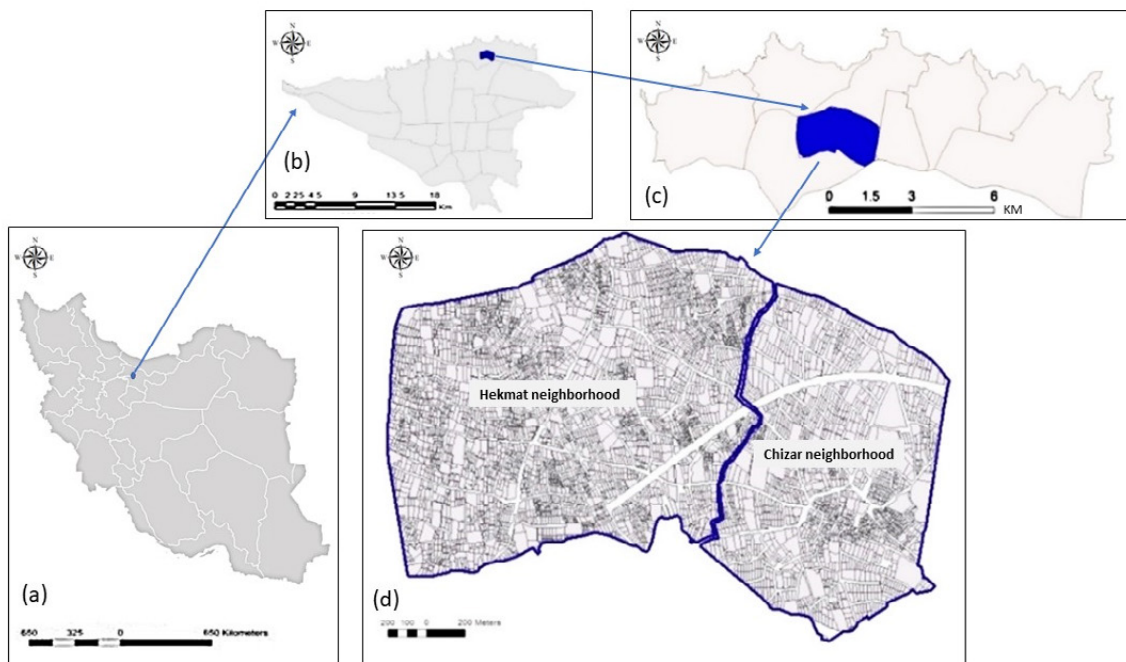 N
W E
S
(b)
0 2.25 4.5 9 13.5 18
Km
N
W E
S
(c)
0 1.5 3 6
KM
N
W E
S
(a)
650 325 0 650 Kilometers
N
W E
S
Hekmat neighborhood
Chizar neighborhood
(d)
200 100 0 200 Meters